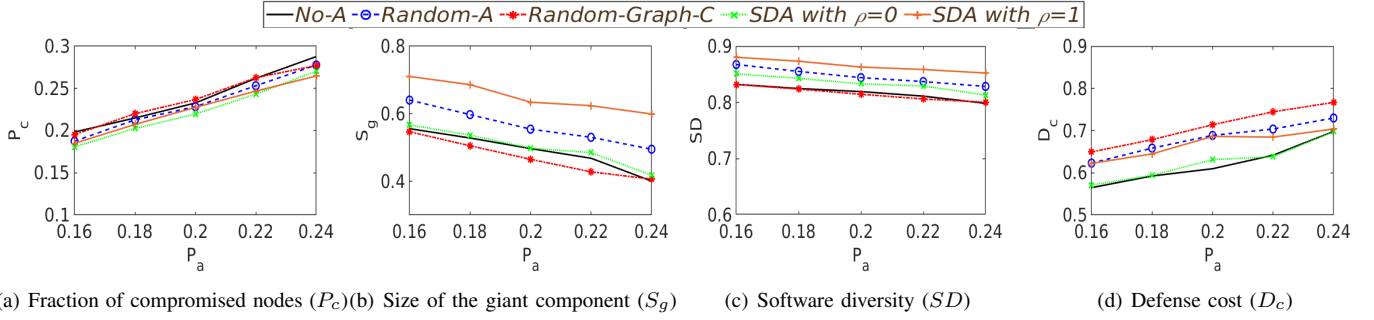 No-A Random-A Random-Graph-C SDA with ρ=0 SDA with ρ=1
0.3
0.25
0.2
0.15
0.1
P_c
0.16 0.18 0.2 0.22 0.24
P_a
0.8
0.6
0.4
S_g
0.16 0.18 0.2 0.22 0.24
P_a
0.9
0.8
0.7
0.6
SD
0.16 0.18 0.2 0.22 0.24
P_a
0.9
0.8
0.7
0.6
0.5
D_c
0.16 0.18 0.2 0.22 0.24
P_a
a) Fraction of compromised nodes (P_c)
(b) Size of the giant component (S_g)
(c) Software diversity (SD)
(d) Defense cost (D_c)